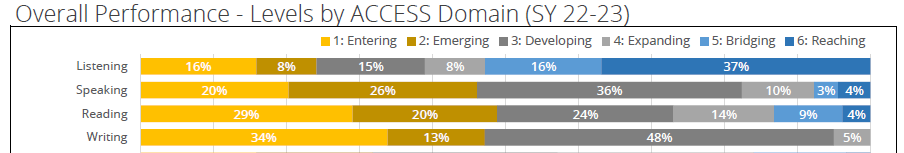 Overall Performance - Levels by ACCESS Domain (SY 22-23)
1: Entering 2: Emerging 3: Developing 4: Expanding 5: Bridging 6: Reaching
Listening 16% 8% 15% 8% 16% 37%
Speaking 20% 26% 36% 10% 3% 4%
Reading 29% 20% 24% 14% 9% 4%
Writing 34% 13% 48% 5%